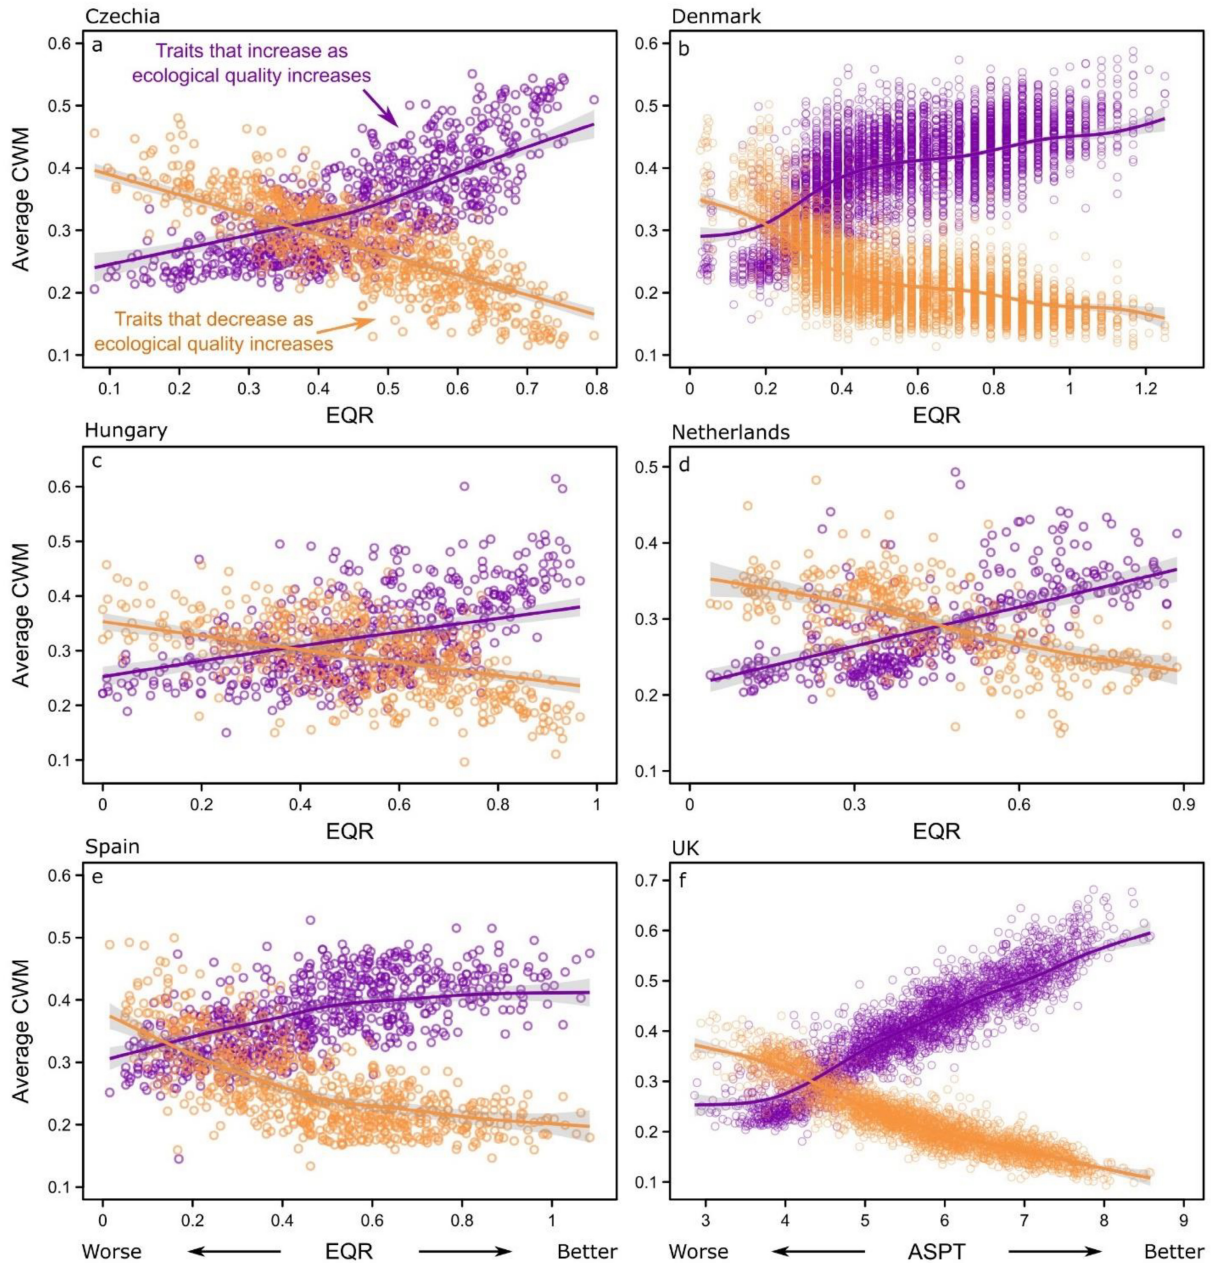 Czechia
a
Traits that increase as
ecological quality increases
Traits that decrease as
ecological quality increases
Average CWM
0.6
0.5
0.4
0.3
0.2
0.1
0.1 0.2 0.3 0.4 0.5 0.6 0.7 0.8
EQR
Denmark
b
0.6
0.5
0.4
0.3
0.2
0.1
0 0.2 0.4 0.6 0.8 1 1.2
EQR
Hungary
c
Average CWM
0.6
0.5
0.4
0.3
0.2
0.1
0 0.2 0.4 0.6 0.8 1
EQR
Netherlands
d
0.5
0.4
0.3
0.2
0.1
0 0.3 0.6 0.9
EQR
Spain
e
Average CWM
0.6
0.5
0.4
0.3
0.2
0.1
0 0.2 0.4 0.6 0.8 1
Worse EQR Better
UK
f
0.7
0.6
0.5
0.4
0.3
0.2
0.1
3 4 5 6 7 8 9
Worse ASPT Better